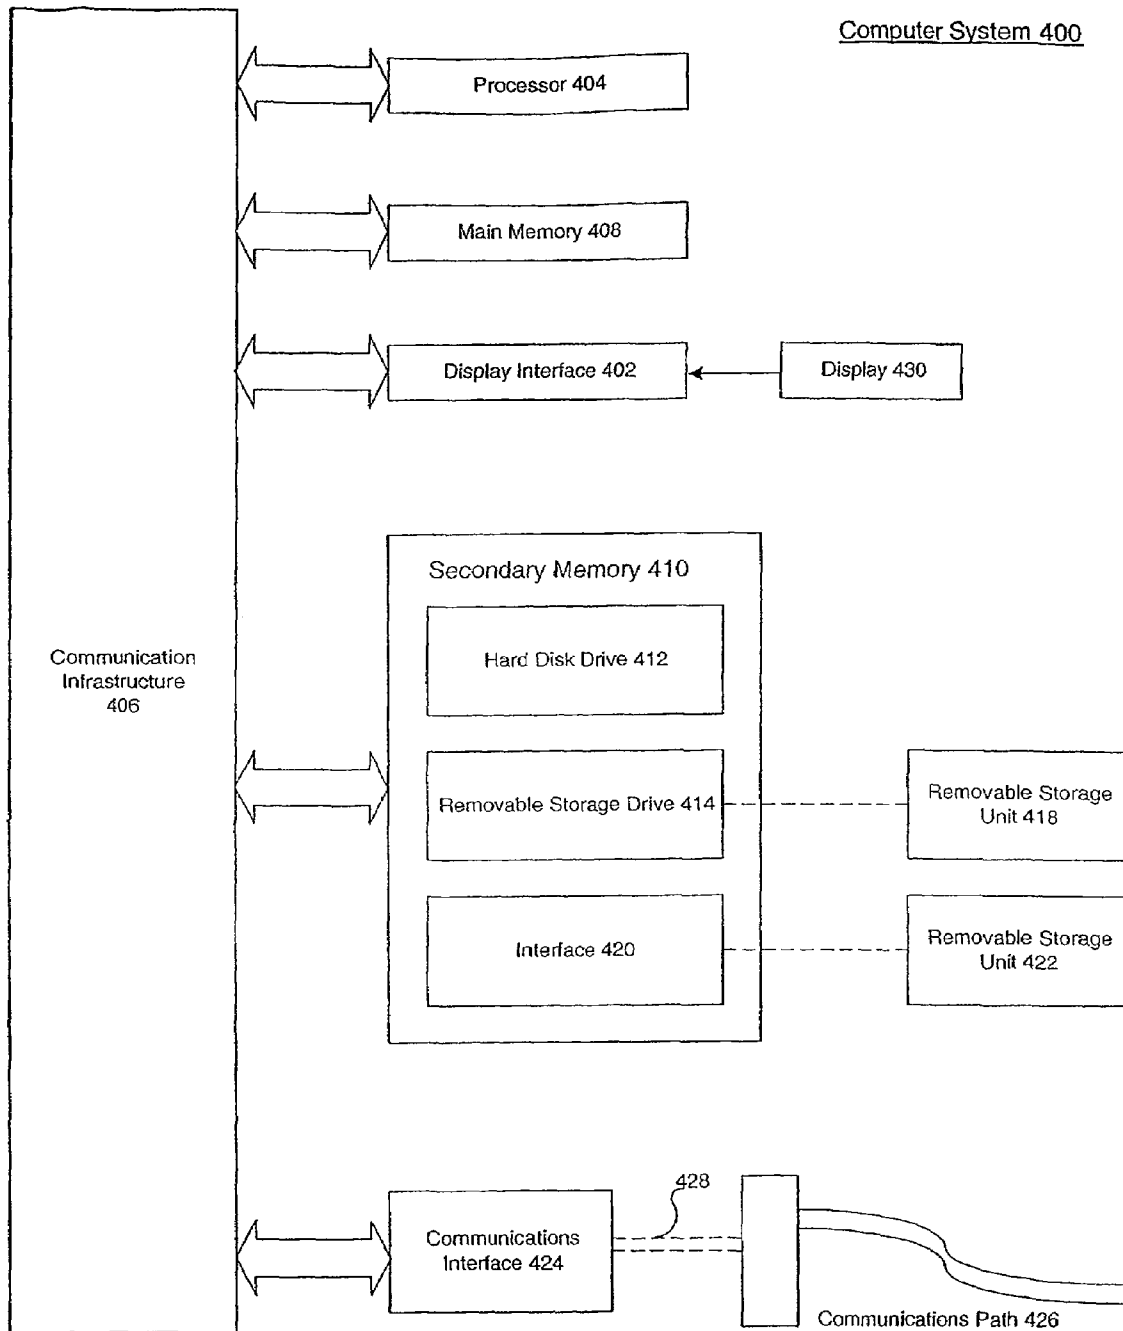 Computer System 400
Processor 404
Main Memory 408
Display Interface 402
Display 430
Secondary Memory 410
Hard Disk Drive 412
Communication
Infrastructure
406
Removable Storage Drive 414
Removable Storage
Unit 418
Interface 420
Removable Storage
Unit 422
428
Communications
Interface 424
Communications Path 426